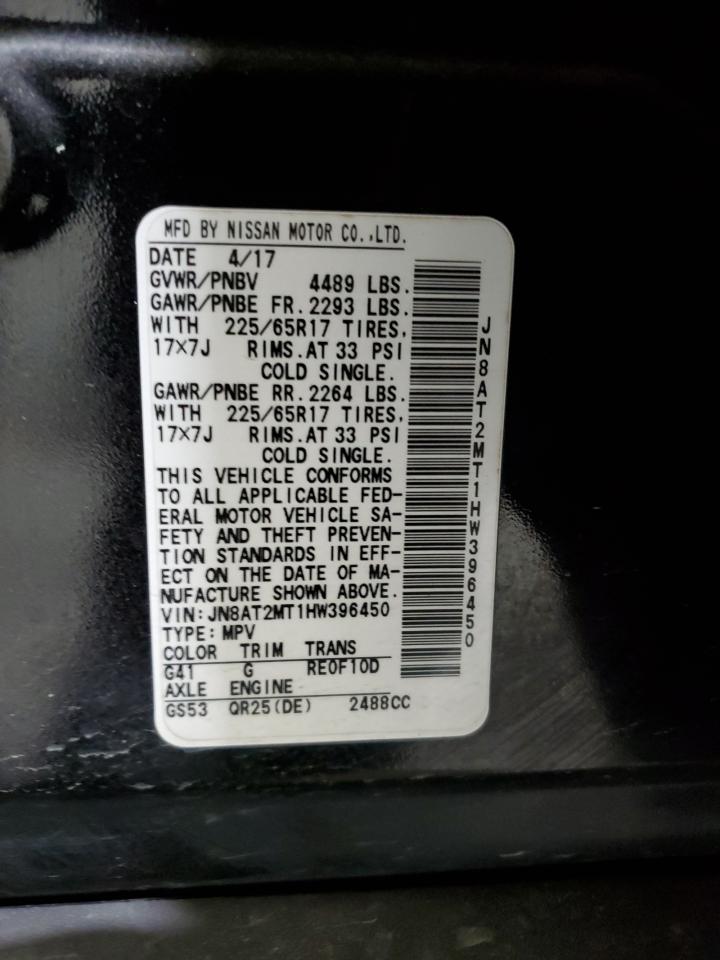 MFD BY NISSAN MOTOR CO.,LTD.
DATE 4/17
GVWR/PNBV 4489 LBS.
GAWR/PNBE FR.2293 LBS.
WITH 225/65R17 TIRES,
17X7J RIMS.AT 33 PSI
COLD SINGLE.
GAWR/PNBE RR.2264 LBS.
WITH 225/65R17 TIRES,
17X7J RIMS.AT 33 PSI
COLD SINGLE.
THIS VEHICLE CONFORMS
TO ALL APPLICABLE FED-
ERAL MOTOR VEHICLE SA-
FETY AND THEFT PREVEN-
TION STANDARDS IN EFF-
ECT ON THE DATE OF MA-
NUFACTURE SHOWN ABOVE.
VIN:JN8AT2MT1HW396450
TYPE:MPV
COLOR TRIM TRANS
G41 G RE0F10D
AXLE ENGINE
GS53 QR25(DE) 2488CC
JN8AT2MT1HW396450